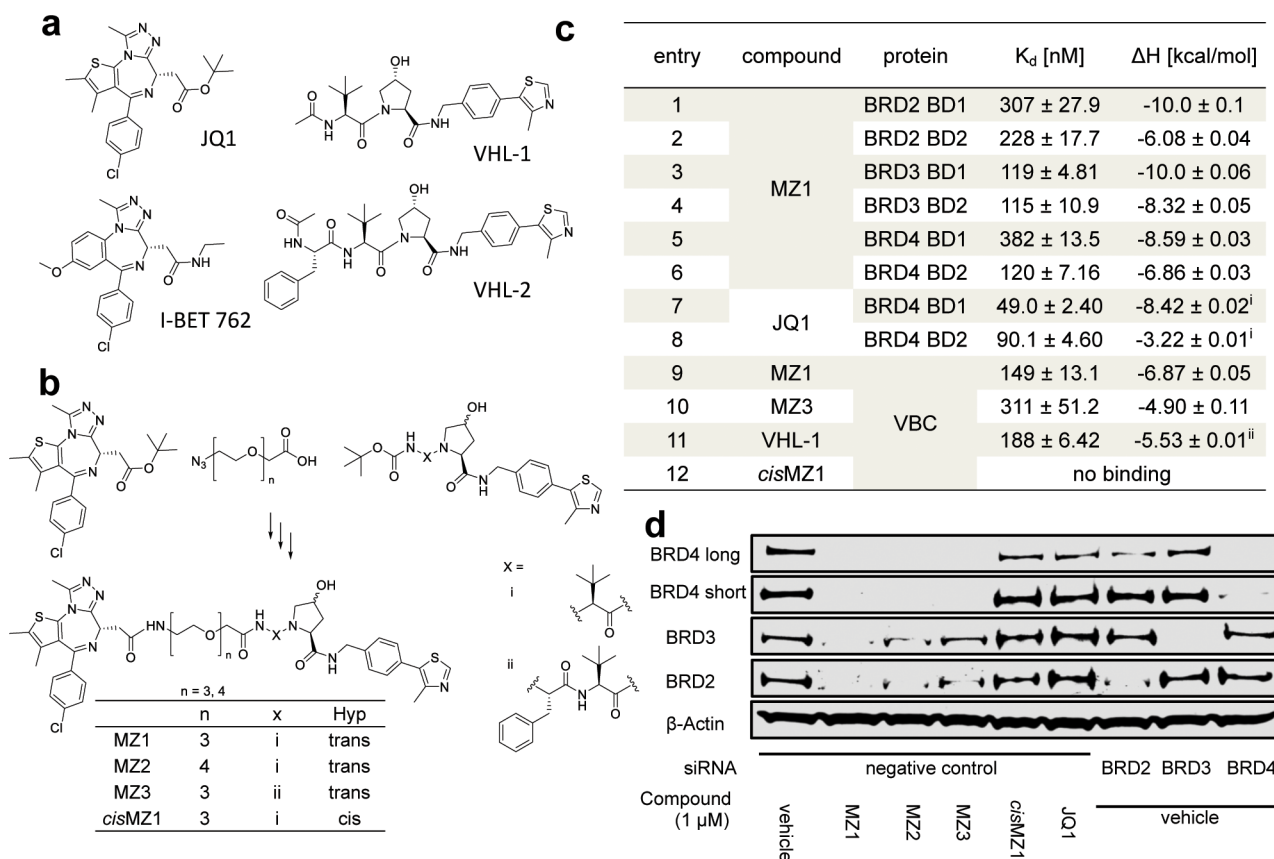 a
JQ1
VHL-1
I-BET 762
VHL-2
b
n = 3, 4
n x Hyp
MZ1 3 i trans
MZ2 4 i trans
MZ3 3 ii trans
cisMZ1 3 i cis
X =
i
ii
c
entry compound protein Kd [nM] ΔH [kcal/mol]
1 MZ1 BRD2 BD1 307 ± 27.9 -10.0 ± 0.1
2 BRD2 BD2 228 ± 17.7 -6.08 ± 0.04
3 BRD3 BD1 119 ± 4.81 -10.0 ± 0.06
4 BRD3 BD2 115 ± 10.9 -8.32 ± 0.05
5 BRD4 BD1 382 ± 13.5 -8.59 ± 0.03
6 BRD4 BD2 120 ± 7.16 -6.86 ± 0.03
7 JQ1 BRD4 BD1 49.0 ± 2.40 -8.42 ± 0.02 i
8 BRD4 BD2 90.1 ± 4.60 -3.22 ± 0.01 i
9 MZ1 VBC 149 ± 13.1 -6.87 ± 0.05
10 MZ3 311 ± 51.2 -4.90 ± 0.11
11 VHL-1 188 ± 6.42 -5.53 ± 0.01 ii
12 cisMZ1 no binding
d
BRD4 long
BRD4 short
BRD3
BRD2
β-Actin
siRNA negative control BRD2 BRD3 BRD4
Compound
(1 µM)
vehicle MZ1 MZ2 MZ3 cisMZ1 JQ1 vehicle